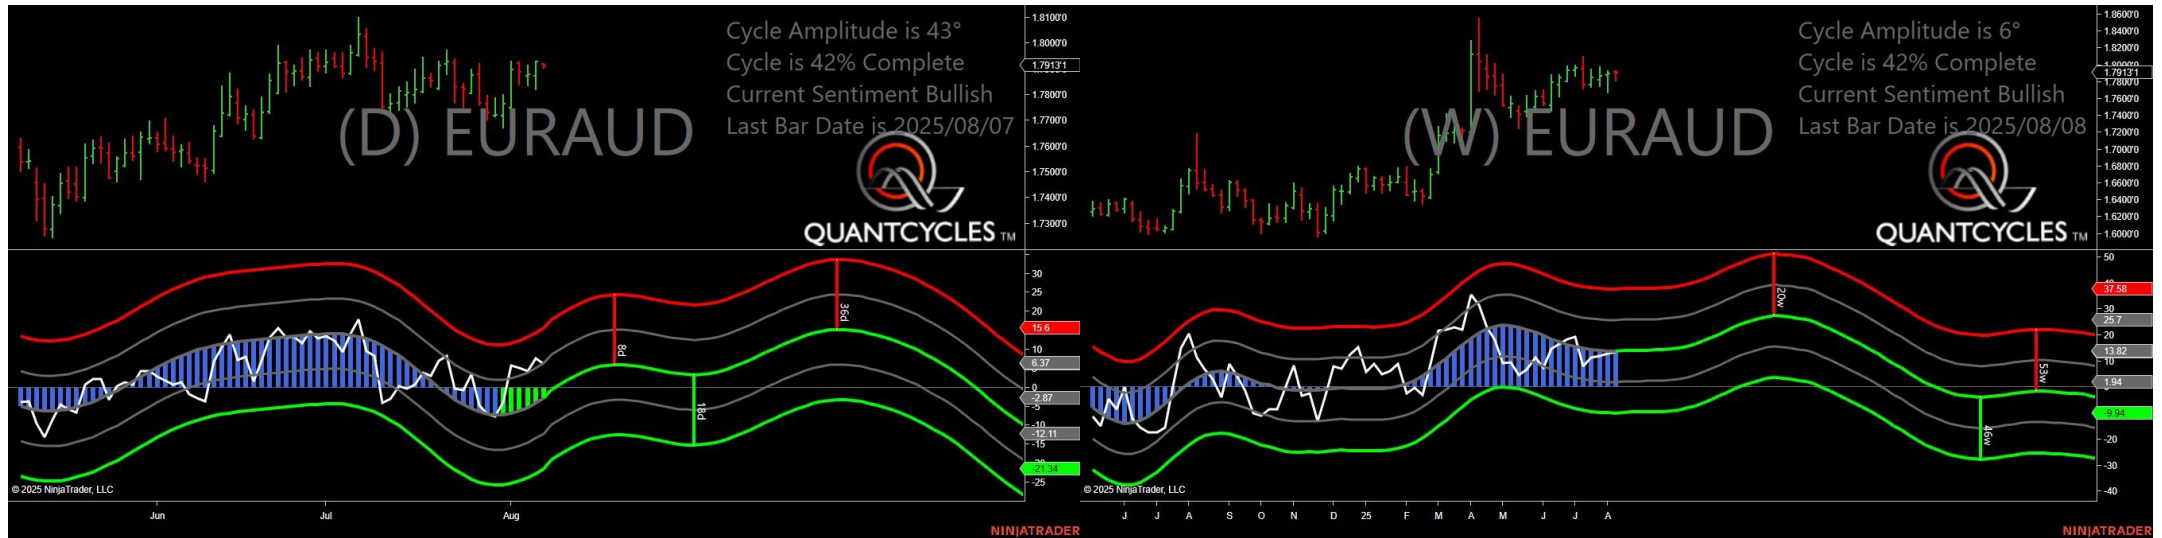 Cycle Amplitude is 43°
Cycle is 42% Complete
Current Sentiment Bullish
Last Bar Date is 2025/08/07
(D) EURAUD
QUANTCYCLES TM
1.8100'0
1.8000'0
1.7913'1
1.7800'0
1.7700'0
1.7600'0
1.7500'0
1.7400'0
1.7300'0
8d
18d
36d
30
25
20
15.6
10
6.37
0
-2.87
-5
-10
-12.11
-15
-21.34
-25
© 2025 NinjaTrader, LLC
Jun
Jul
Aug
NINJATRADER
Cycle Amplitude is 6°
Cycle is 42% Complete
Current Sentiment Bullish
Last Bar Date is 2025/08/08
(W) EURAUD
QUANTCYCLES TM
1.8600'0
1.8400'0
1.8200'0
1.7913'1
1.7800'0
1.7600'0
1.7400'0
1.7200'0
1.7000'0
1.6800'0
1.6600'0
1.6400'0
1.6200'0
1.6000'0
20w
46w
53w
50
37.58
30
25.7
20
13.82
10
1.94
-9.94
-20
-30
-40
© 2025 NinjaTrader, LLC
J J A S O N D 25 F M A M J J A
NINJATRADER